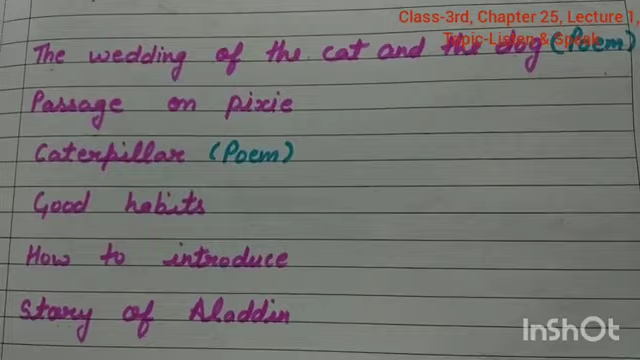 Class-3rd, Chapter 25, Lecture 1,
Topic-Listen & Speak
The wedding of the cat and the dog (Poem)
Passage on pixie
Caterpillar (Poem)
Good habits
How to introduce
Story of Aladdin
InShOt